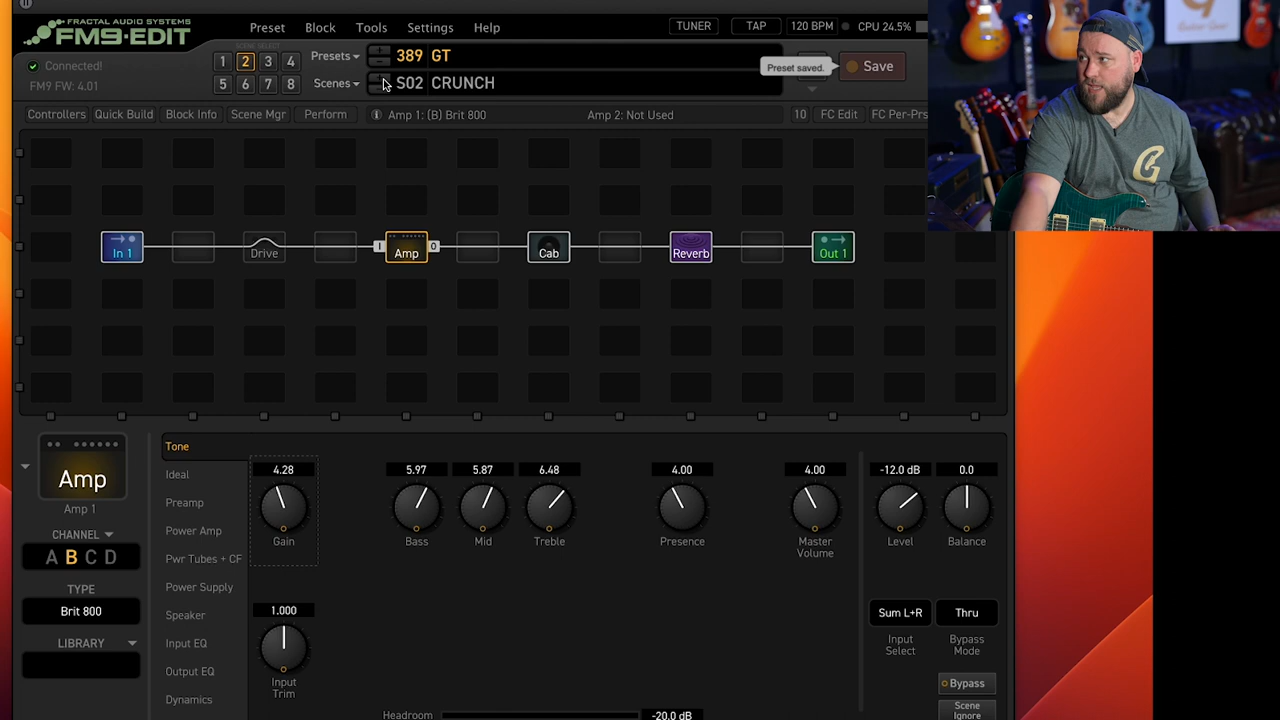 FRACTAL AUDIO SYSTEMS
FM9-EDIT
Preset Block Tools Settings Help
TUNER TAP 120 BPM CPU 24.5%
SCENE SELECT
1 2 3 4
5 6 7 8
Connected!
FM9 FW: 4.01
Presets 389 GT
Scenes S02 CRUNCH
Preset saved. Save
Controllers Quick Build Block Info Scene Mgr Perform Amp 1: (B) Brit 800 Amp 2: Not Used 10 FC Edit FC Per-Prs
In 1 Drive I Amp O Cab Reverb Out 1
Amp
Amp 1
CHANNEL
A B C D
TYPE
Brit 800
LIBRARY
Tone
Ideal
Preamp
Power Amp
Pwr Tubes + CF
Power Supply
Speaker
Input EQ
Output EQ
Dynamics
4.28 5.97 5.87 6.48 4.00 4.00 -12.0 dB 0.0
Gain Bass Mid Treble Presence Master Volume Level Balance
1.000
Input Trim
Sum L+R Thru
Input Select Bypass Mode
Bypass
Scene Ignore
Headroom -20.0 dB
G
Guitar Gear